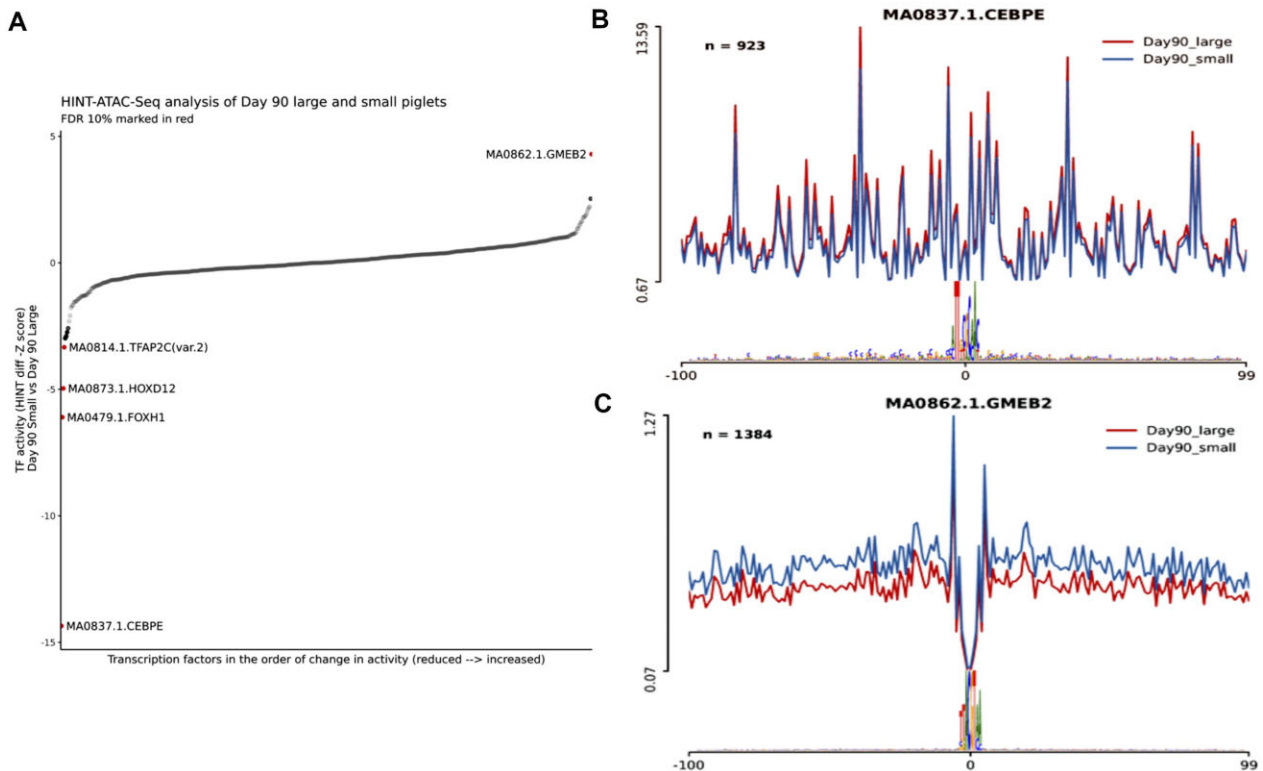 A
HINT-ATAC-Seq analysis of Day 90 large and small piglets
FDR 10% marked in red
5
0
-5
-10
-15
TF activity (HINT diff -Z score)
Day 90 Small vs Day 90 Large
MA0862.1.GMEB2
MA0814.1.TFAP2C(var.2)
MA0873.1.HOXD12
MA0479.1.FOXH1
MA0837.1.CEBPE
Transcription factors in the order of change in activity (reduced --> increased)
B
MA0837.1.CEBPE
13.59
n = 923
Day90_large
Day90_small
0.67
-100
0
99
C
MA0862.1.GMEB2
1.27
n = 1384
Day90_large
Day90_small
0.07
-100
0
99